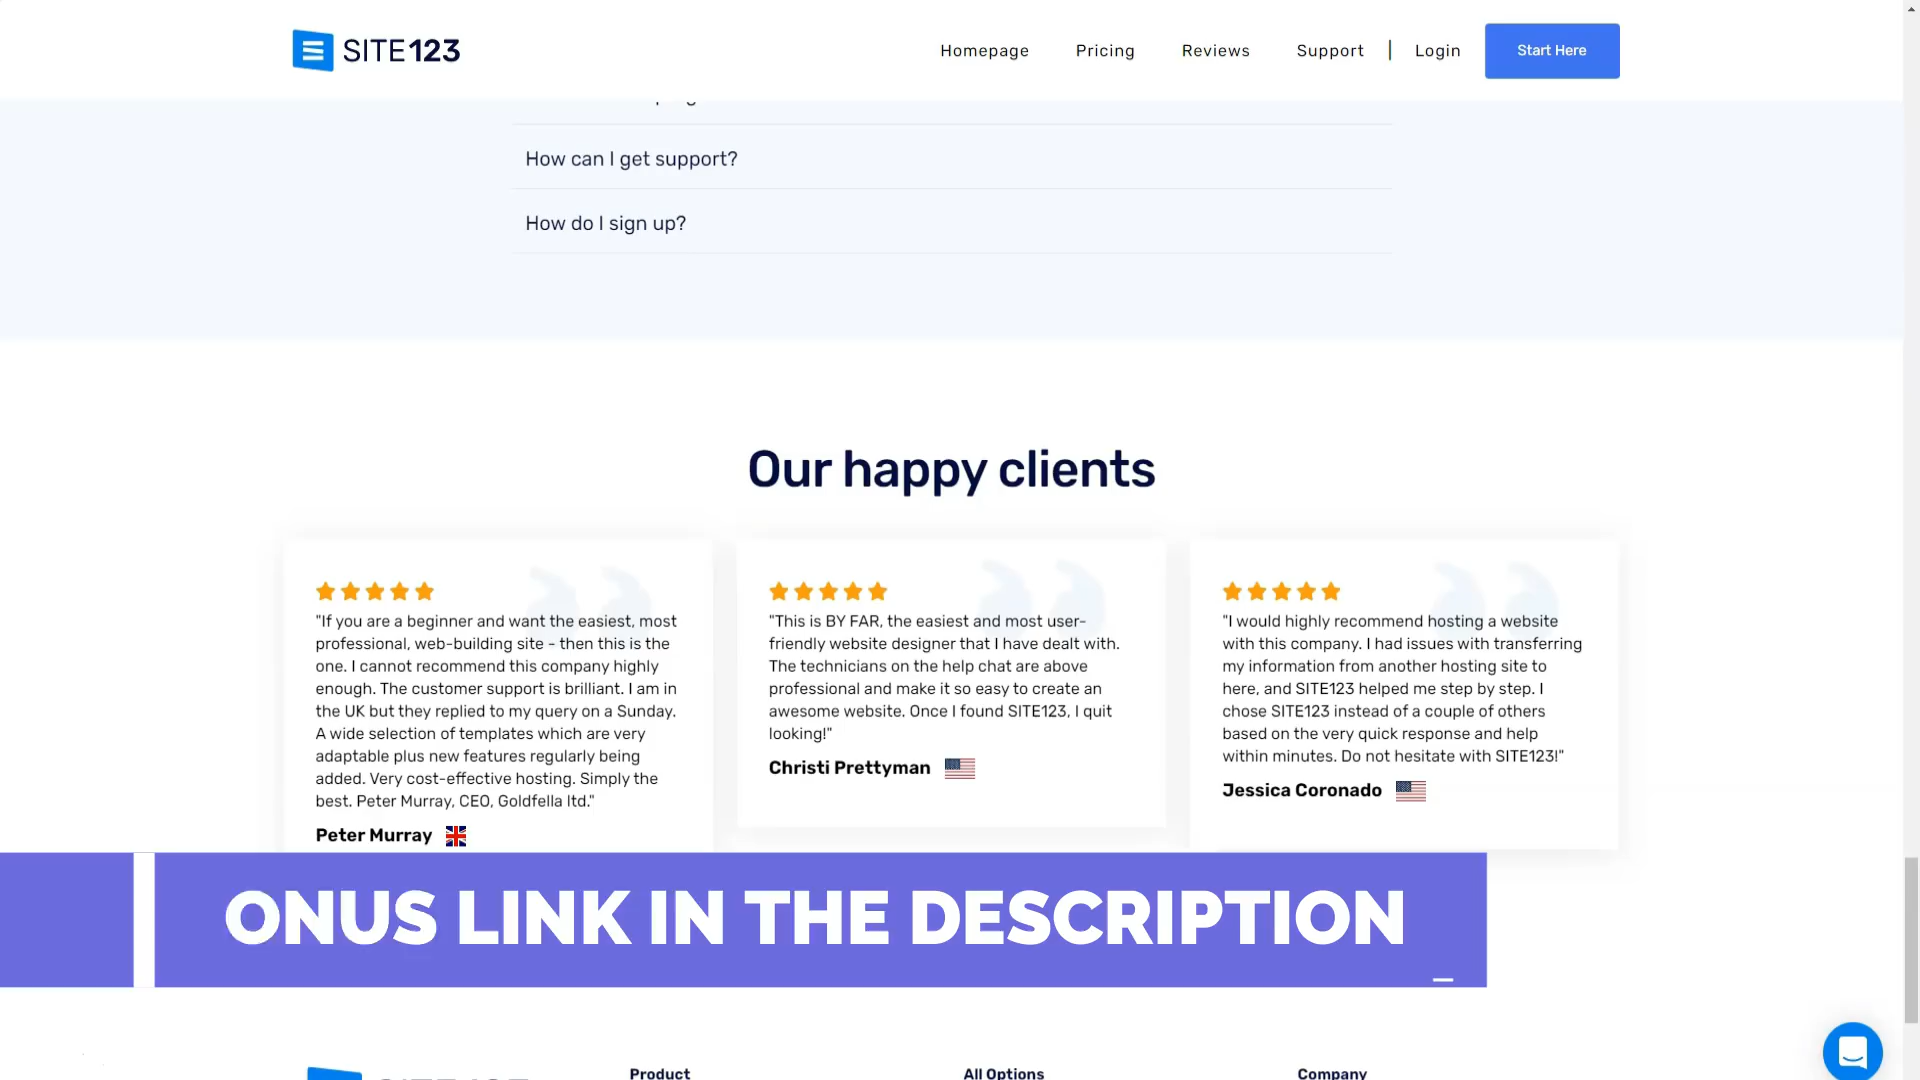 SITE123
Homepage
Pricing
Reviews
Support
Login
Start Here
How can I get support?
How do I sign up?
Our happy clients
"If you are a beginner and want the easiest, most
professional, web-building site - then this is the
one. I cannot recommend this company highly
enough. The customer support is brilliant. I am in
the UK but they replied to my query on a Sunday.
A wide selection of templates which are very
adaptable plus new features regularly being
added. Very cost-effective hosting. Simply the
best. Peter Murray, CEO, Goldfella ltd."
Peter Murray
"This is BY FAR, the easiest and most user-
friendly website designer that I have dealt with.
The technicians on the help chat are above
professional and make it so easy to create an
awesome website. Once I found SITE123, I quit
looking!"
Christi Prettyman
"I would highly recommend hosting a website
with this company. I had issues with transferring
my information from another hosting site to
here, and SITE123 helped me step by step. I
chose SITE123 instead of a couple of others
based on the very quick response and help
within minutes. Do not hesitate with SITE123!"
Jessica Coronado
ONUS LINK IN THE DESCRIPTION
Product
All Options
Company